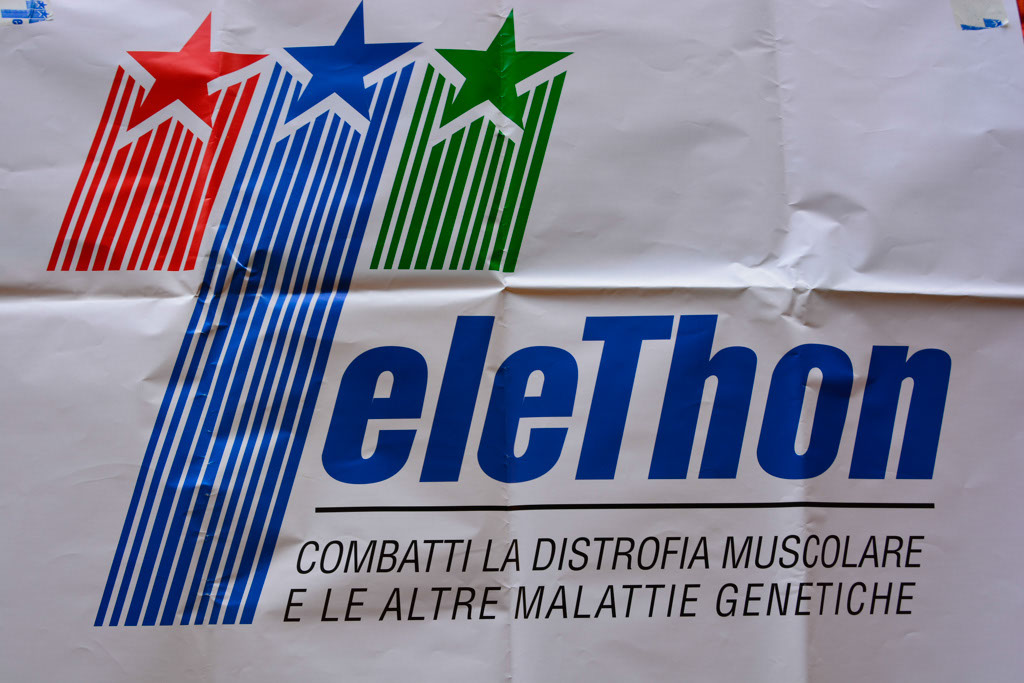 TeleThon
COMBATTI LA DISTROFIA MUSCOLARE
E LE ALTRE MALATTIE GENETICHE